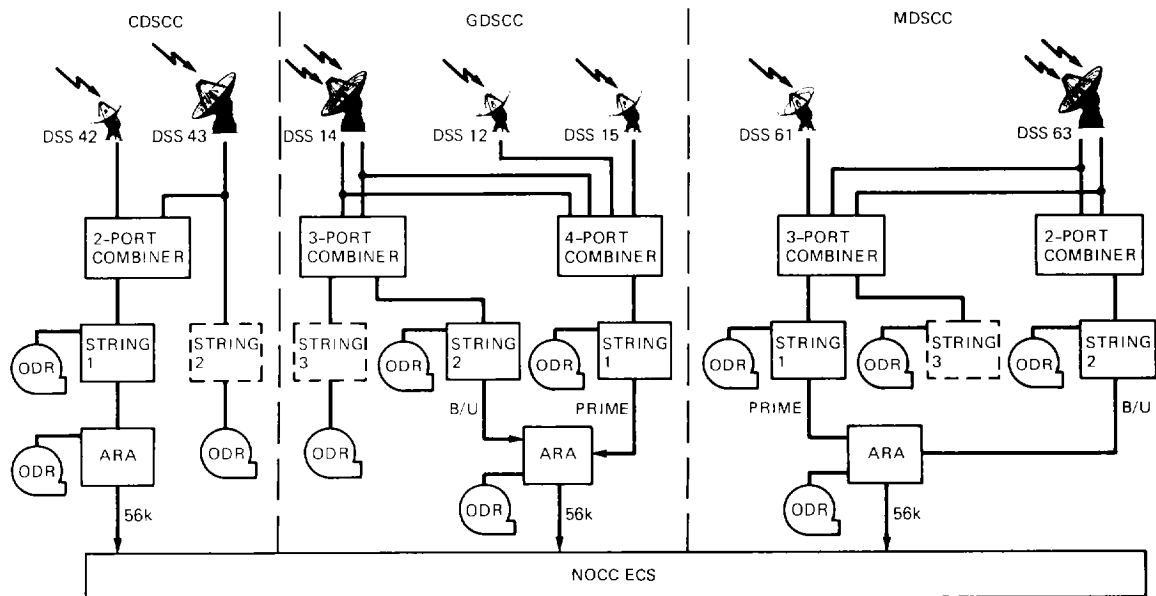 CDSCC
GDSCC
MDSCC
DSS 42
DSS 43
DSS 14
DSS 12
DSS 15
DSS 61
DSS 63
2-PORT
COMBINER
3-PORT
COMBINER
4-PORT
COMBINER
3-PORT
COMBINER
2-PORT
COMBINER
ODR
STRING
1
STRING
2
STRING
3
ODR
STRING
2
ODR
STRING
1
ODR
STRING
1
ODR
STRING
3
ODR
STRING
2
B/U
PRIME
PRIME
B/U
ODR
ARA
ODR
ODR
ARA
ODR
ARA
ODR
56k
56k
56k
NOCC ECS